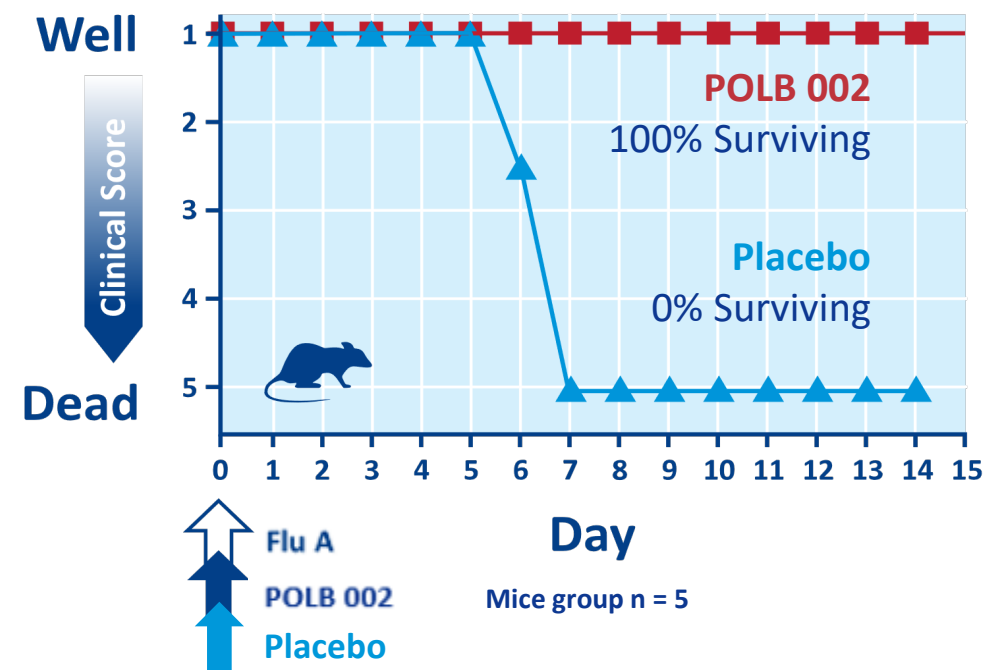 Well
Clinical Score
Dead
1
2
3
4
5
POLB 002
100% Surviving
Placebo
0% Surviving
0 1 2 3 4 5 6 7 8 9 10 11 12 13 14 15
Day
Flu A
POLB 002
Placebo
Mice group n = 5